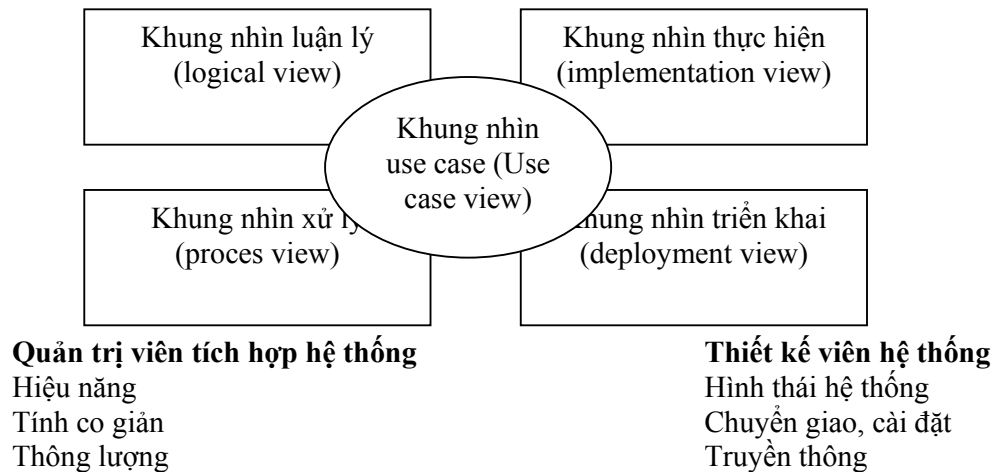 Khung nhìn luận lý
(logical view)
Khung nhìn thực hiện
(implementation view)
Khung nhìn
use case (Use
case view)
Khung nhìn xử lý
(proces view)
hung nhìn triển khai
(deployment view)
Quản trị viên tích hợp hệ thống
Hiệu năng
Tính co giản
Thông lượng
Thiết kế viên hệ thống
Hình thái hệ thống
Chuyển giao, cài đặt
Truyền thông